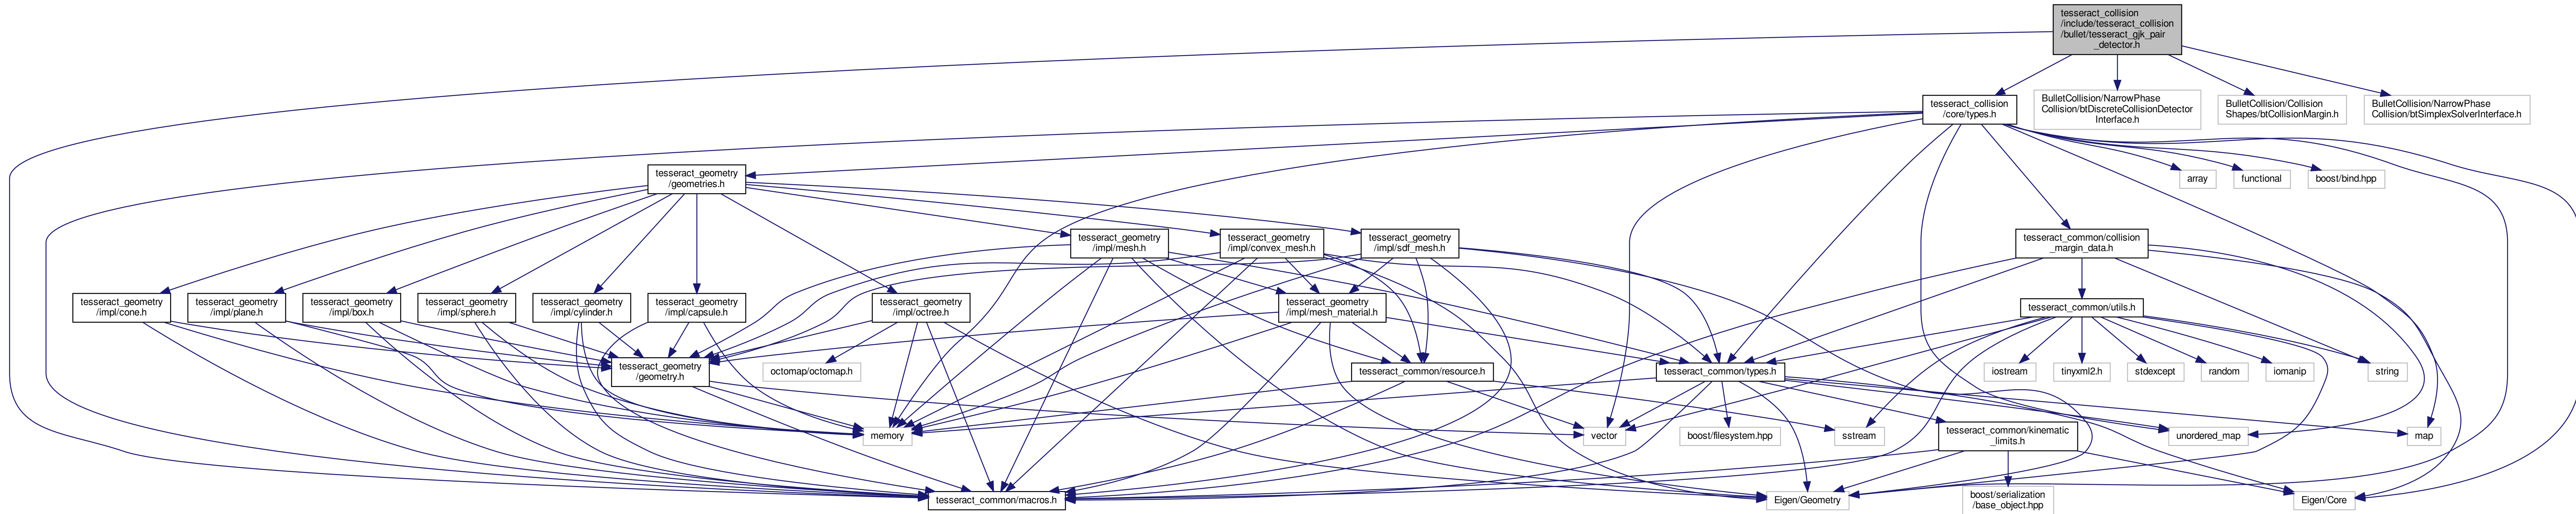 tesseract_collision
/include/tesseract_collision
/bullet/tesseract_gjk_pair
_detector.h
tesseract_collision
/core/types.h
BulletCollision/NarrowPhase
Collision/btDiscreteCollisionDetector
Interface.h
BulletCollision/Collision
Shapes/btCollisionMargin.h
BulletCollision/NarrowPhase
Collision/btSimplexSolverInterface.h
tesseract_geometry
/geometries.h
array
functional
boost/bind.hpp
tesseract_geometry
/impl/mesh.h
tesseract_geometry
/impl/convex_mesh.h
tesseract_geometry
/impl/sdf_mesh.h
tesseract_common/collision
_margin_data.h
tesseract_geometry
/impl/cone.h
tesseract_geometry
/impl/plane.h
tesseract_geometry
/impl/box.h
tesseract_geometry
/impl/sphere.h
tesseract_geometry
/impl/cylinder.h
tesseract_geometry
/impl/capsule.h
tesseract_geometry
/impl/octree.h
tesseract_geometry
/impl/mesh_material.h
tesseract_common/utils.h
tesseract_geometry
/geometry.h
octomap/octomap.h
tesseract_common/resource.h
tesseract_common/types.h
iostream
tinyxml2.h
stdexcept
random
iomanip
string
memory
vector
boost/filesystem.hpp
sstream
tesseract_common/kinematic
_limits.h
unordered_map
map
tesseract_common/macros.h
Eigen/Geometry
boost/serialization
/base_object.hpp
Eigen/Core